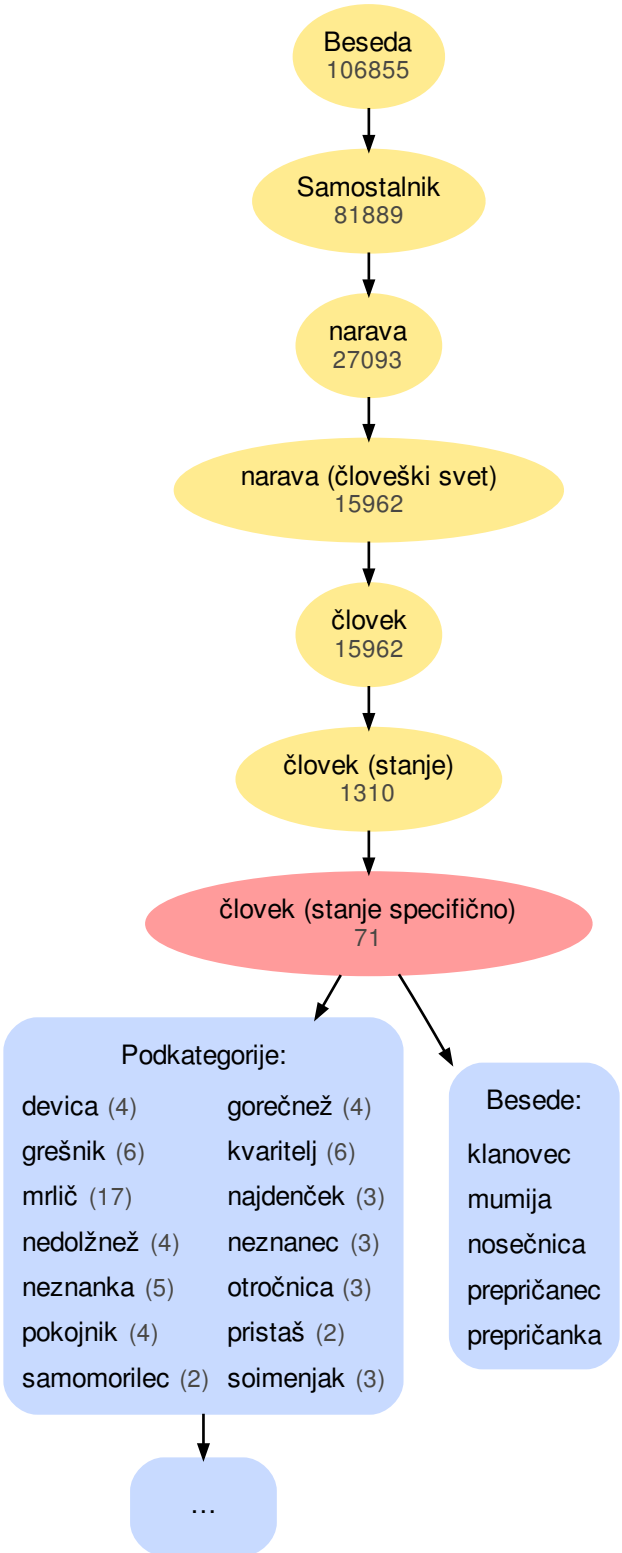 Beseda
106855
Samostalnik
81889
narava
27093
narava (človeški svet)
15962
človek
15962
človek (stanje)
1310
človek (stanje specifično)
71
Podkategorije:
devica (4) gorečnež (4)
grešnik (6) kvaritelj (6)
mrlič (17) najdenček (3)
nedolžnež (4) neznanec (3)
neznanka (5) otročnica (3)
pokojnik (4) pristaš (2)
samomorilec (2) soimenjak (3)
Besede:
klanovec
mumija
nosečnica
prepričanec
prepričanka
...